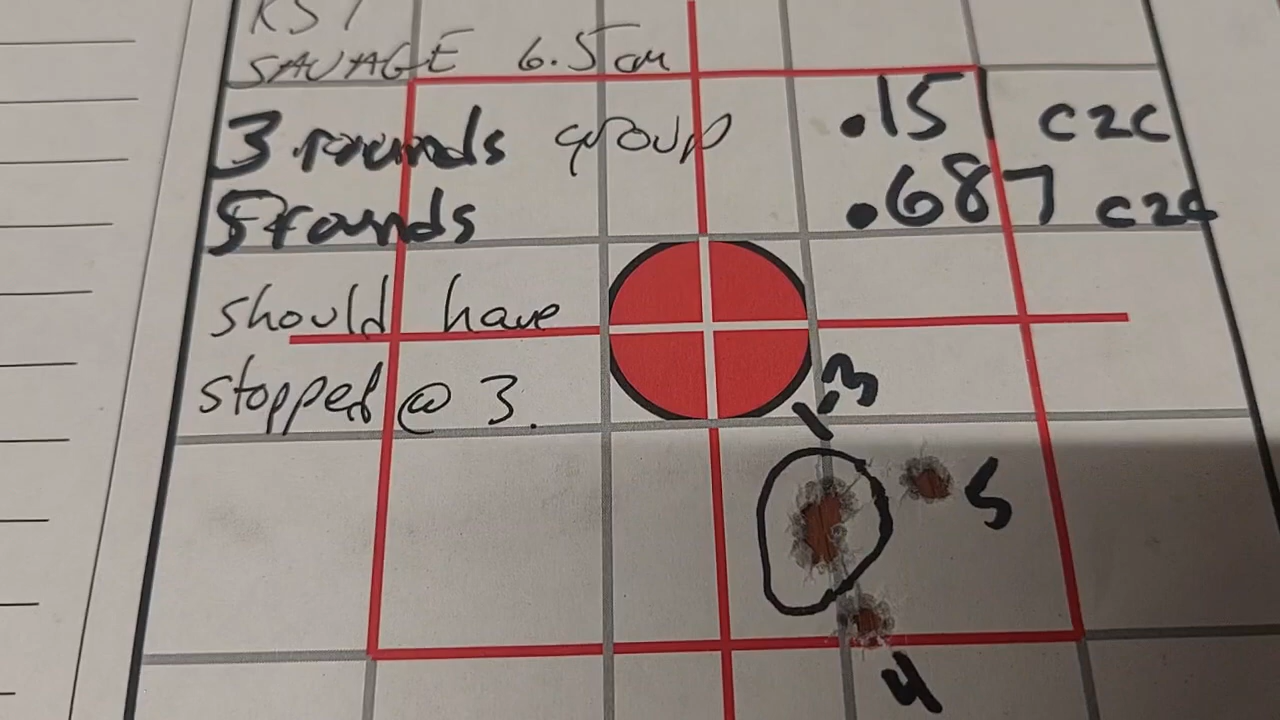 SAVAGE 6.5cm
3 rounds group .151 c2c
5 rounds .687 c2c
should have
stopped @ 3.
1-3
5
4